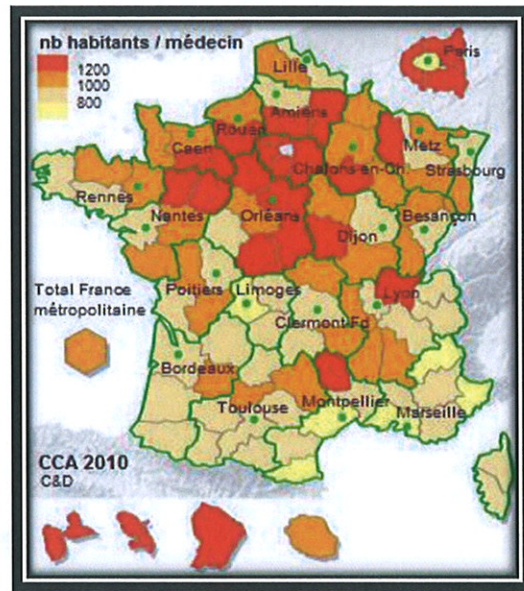 nb habitants / médecin
1200
1000
800
Paris
Lille
Amiens
Rouen
Caen
Metz
Chalons-en-Ch.
Strasbourg
Rennes
Nantes
Orléans
Besançon
Dijon
Total France
métropolitaine
Poitiers
Limoges
Lyon
Clermont-Fd
Bordeaux
Toulouse
Montpellier
Marseille
CCA 2010
C&D